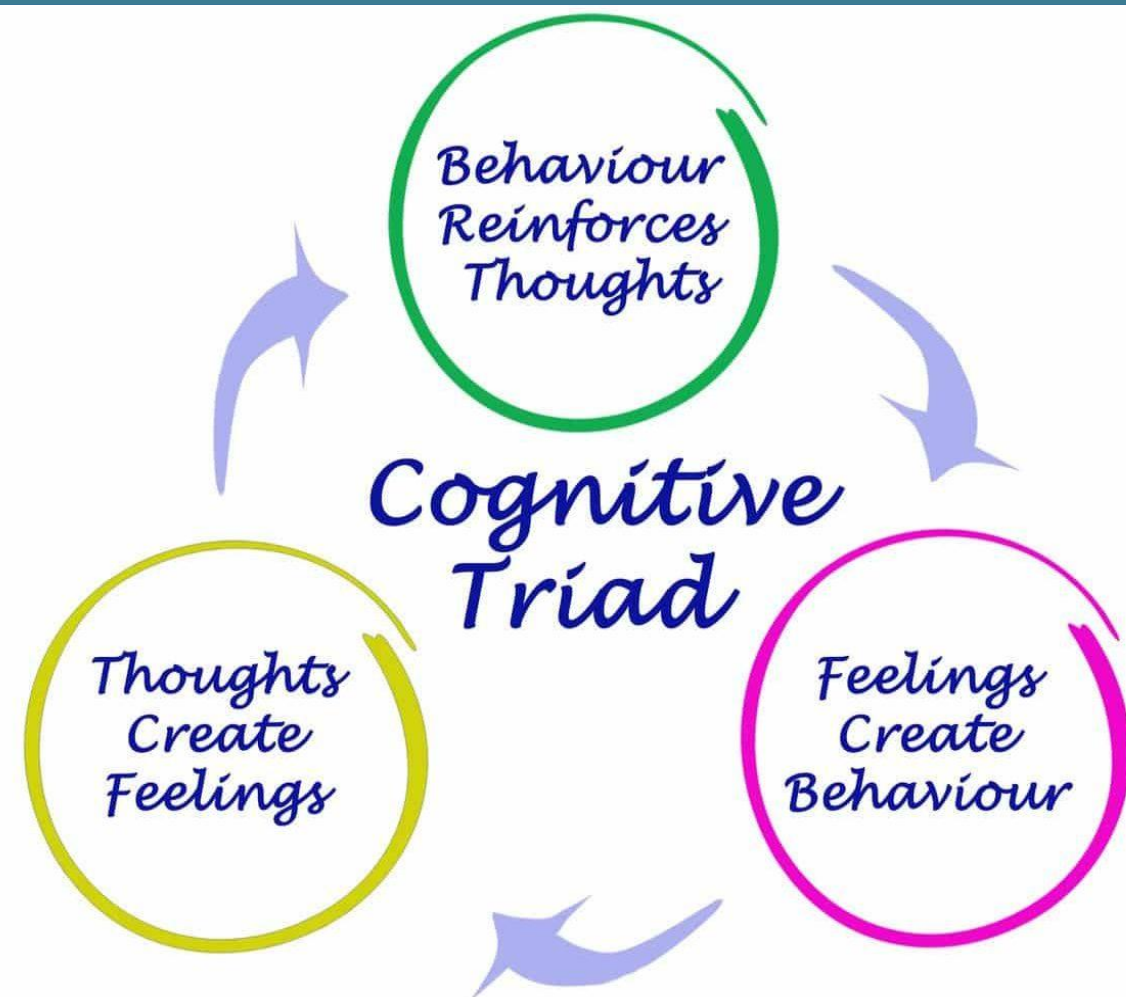 Behaviour
Reinforces
Thoughts
Cognitive
Triad
Thoughts
Create
Feelings
Feelings
Create
Behaviour